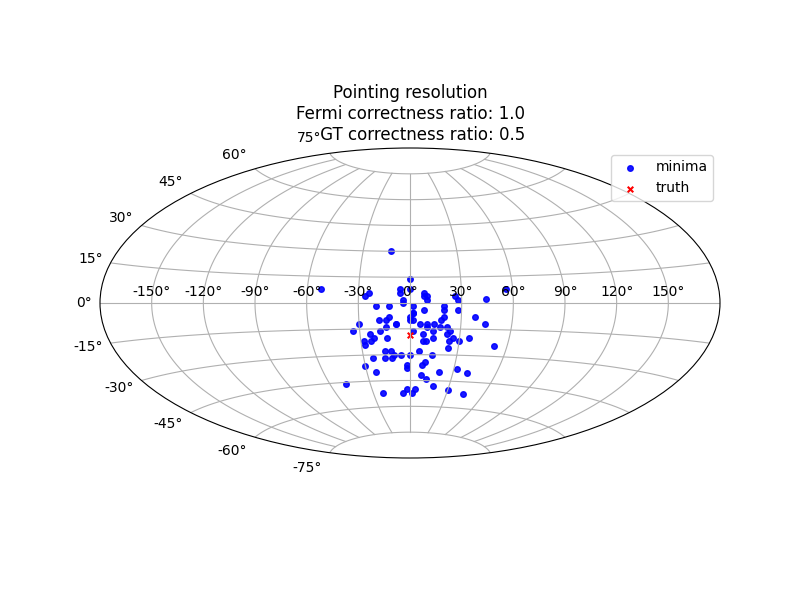 Pointing resolution
Fermi correctness ratio: 1.0
GT correctness ratio: 0.5
minima
truth
75°
60°
45°
30°
15°
0°
-15°
-30°
-45°
-60°
-75°
-150° -120° -90° -60° -30° 0° 30° 60° 90° 120° 150°